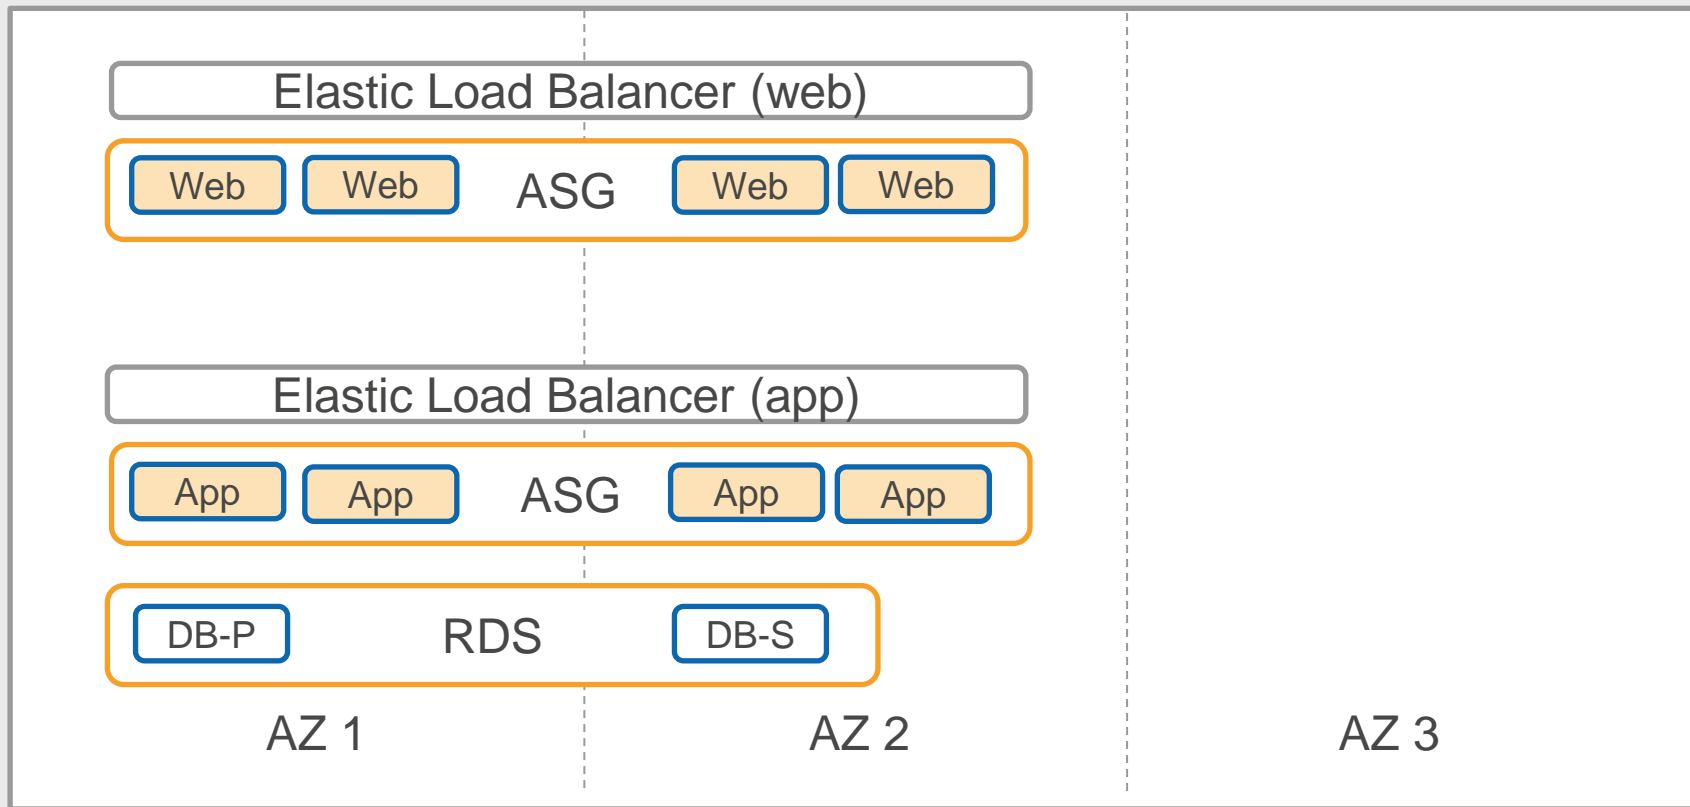 Elastic Load Balancer (web)
Web Web ASG Web Web
Elastic Load Balancer (app)
App App ASG App App
DB-P RDS DB-S
AZ 1 AZ 2 AZ 3